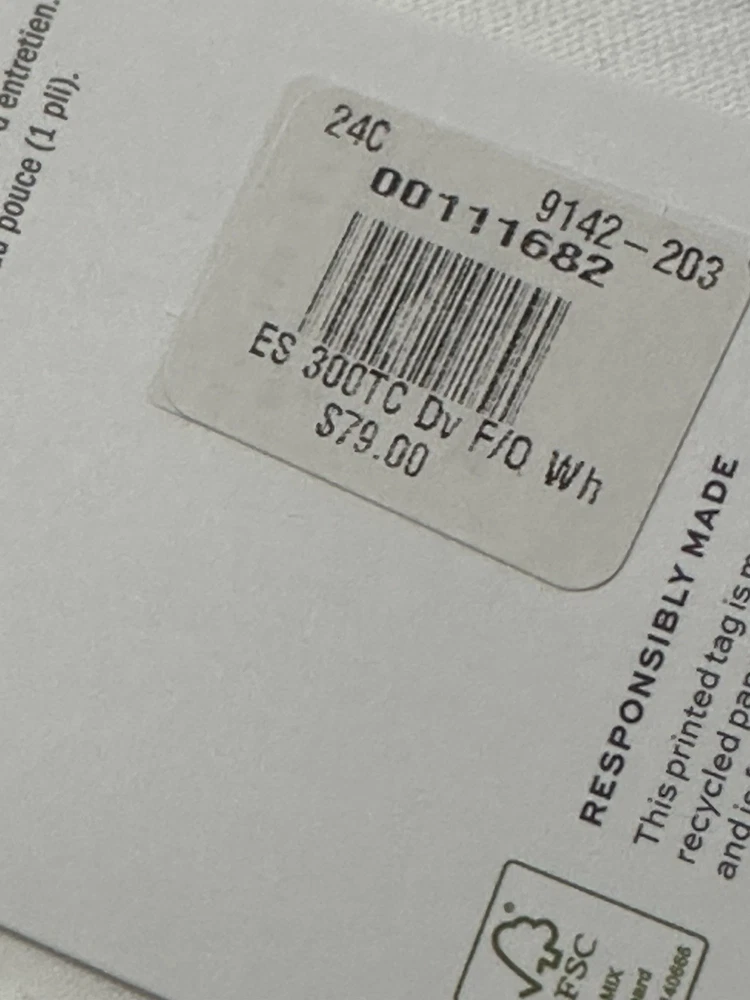 d'entretien.
pouce (1 pli).
24C
9142-203
00111682
ES 300TC Dv F/Q Wh
$79.00
RESPONSIBLY MADE
This printed tag is
recycled
and is
FSC
MIX